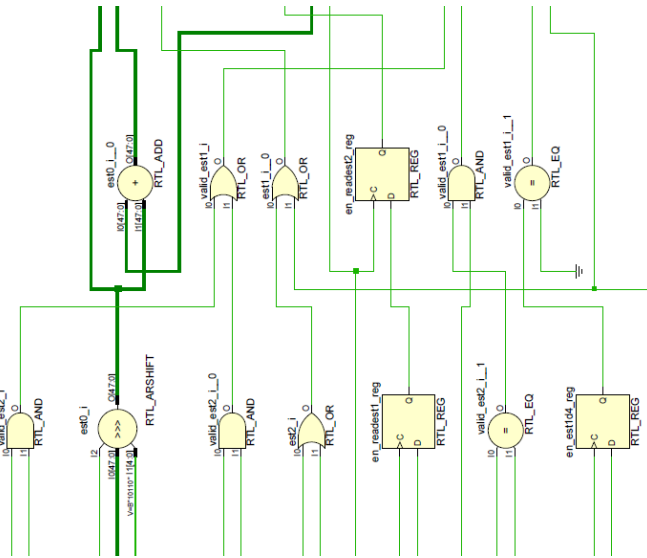 est0_i__0
O[47:0]
+
I0[47:0]
I1[47:0]
RTL_ADD
valid_est1_i
O
I0
I1
RTL_OR
est1_i__0
O
I0
I1
RTL_OR
en_readest2_reg
Q
C
D
RTL_REG
valid_est1_i__0
O
I0
I1
RTL_AND
valid_est1_i__1
O
=
I0
I1
RTL_EQ
O
I0
I1
RTL_AND
est0_i
O[47:0]
>>>
I2
I0[47:0]
I1[4:0]
V=B"10110"
RTL_ARSHIFT
valid_est2_i__0
O
I0
I1
RTL_AND
est2_i
O
I0
I1
RTL_OR
en_readest1_reg
Q
C
D
RTL_REG
valid_est2_i__1
O
=
I0
I1
RTL_EQ
en_est1d4_reg
Q
C
D
RTL_REG